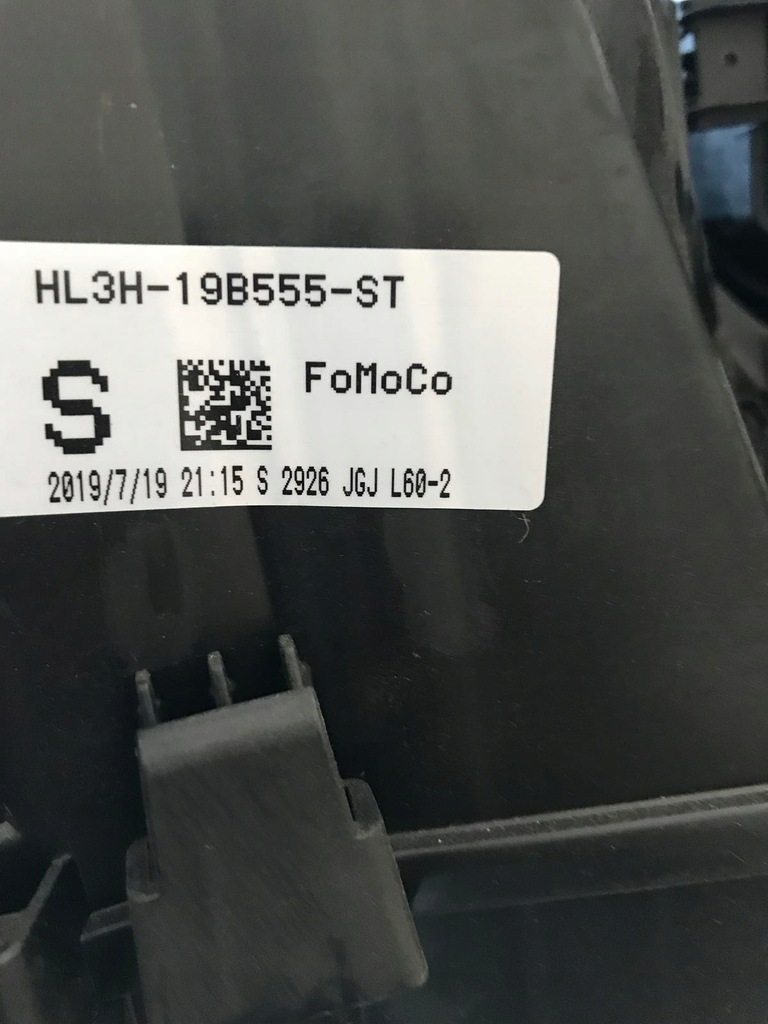 HL3H-19B555-ST
S FoMoCo
2019/7/19 21:15 S 2926 JGJ L60-2